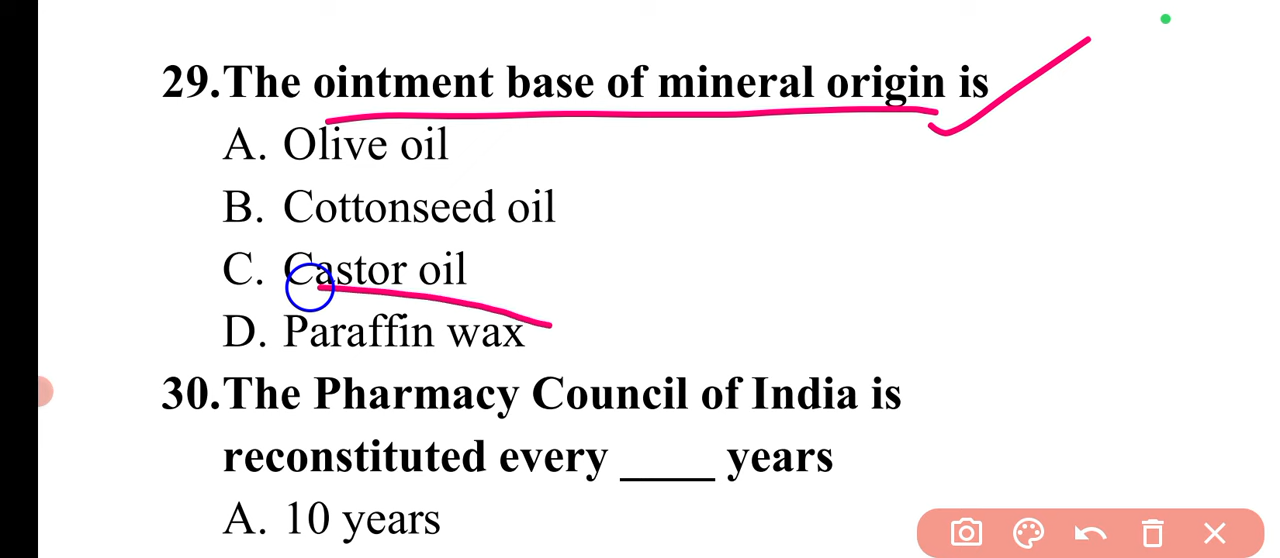 29.The ointment base of mineral origin is
A. Olive oil
B. Cottonseed oil
C. Castor oil
D. Paraffin wax
30.The Pharmacy Council of India is
reconstituted every ____ years
A. 10 years